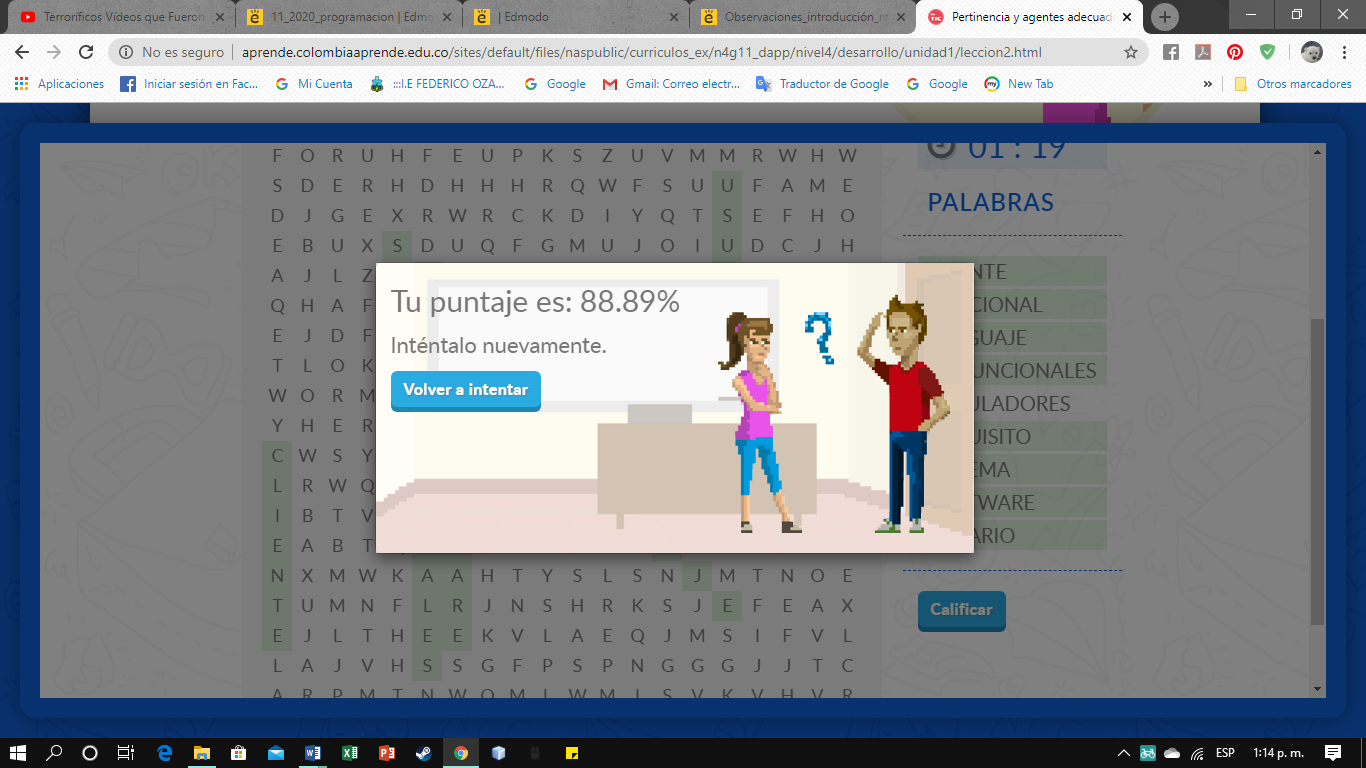 Terroríficos Vídeos que Fueron
11_2020_programacion | Edmo
| Edmodo
Observaciones_introducción_r
TIC
Pertinencia y agentes adecuad
No es seguro | aprende.colombiaaprende.edu.co/sites/default/files/naspublic/curriculos_ex/n4g11_dapp/nivel4/desarrollo/unidad1/leccion2.html
Aplicaciones Iniciar sesión en Fac... Mi Cuenta :::I.E FEDERICO OZA... Google Gmail: Correo electr... Traductor de Google Google New Tab » Otros marcadores
01 : 19
F O R U H F E U P K S Z U V M M R W H W
S D E R H D H H H R Q W F S U U F A M E
PALABRAS
D J G E X R W R C K D I Y Q T S E F H O
E B U X S D U Q F G M U J O I U D C J H
A J L Z
NTE
Q H A F
CIONAL
E J D F
GUAJE
T L O K
UNCIONALES
W O R M
ULADORES
Y H E R
UISITO
C W S Y
EMA
L R W Q
TWARE
I B T V
ARIO
E A B T
Tu puntaje es: 88.89%
Inténtalo nuevamente.
Volver a intentar
?
N X M W K A A H T Y S L S N J M T N O E
T U M N F L R J N S H R K S J E F E A X
Calificar
E J L T H E E K V L A E Q J M S I F V L
L A J V H S S G F P S P N G G G J J T C
A R P M T N W Q M L W M L S V K V H V R
ESP 1:14 p. m.